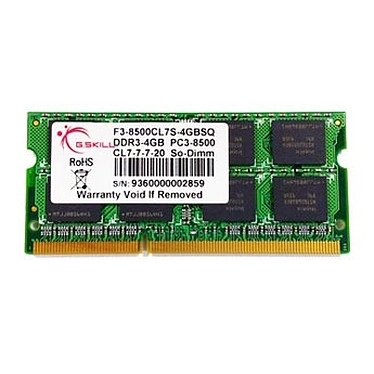 G.SKILL
RoHS
F3-8500CL7S-4GBSQ
DDR3-4GB PC3-8500
CL7-7-7-20 So-Dimm
S/N: 9360000002859
Warranty Void If Removed